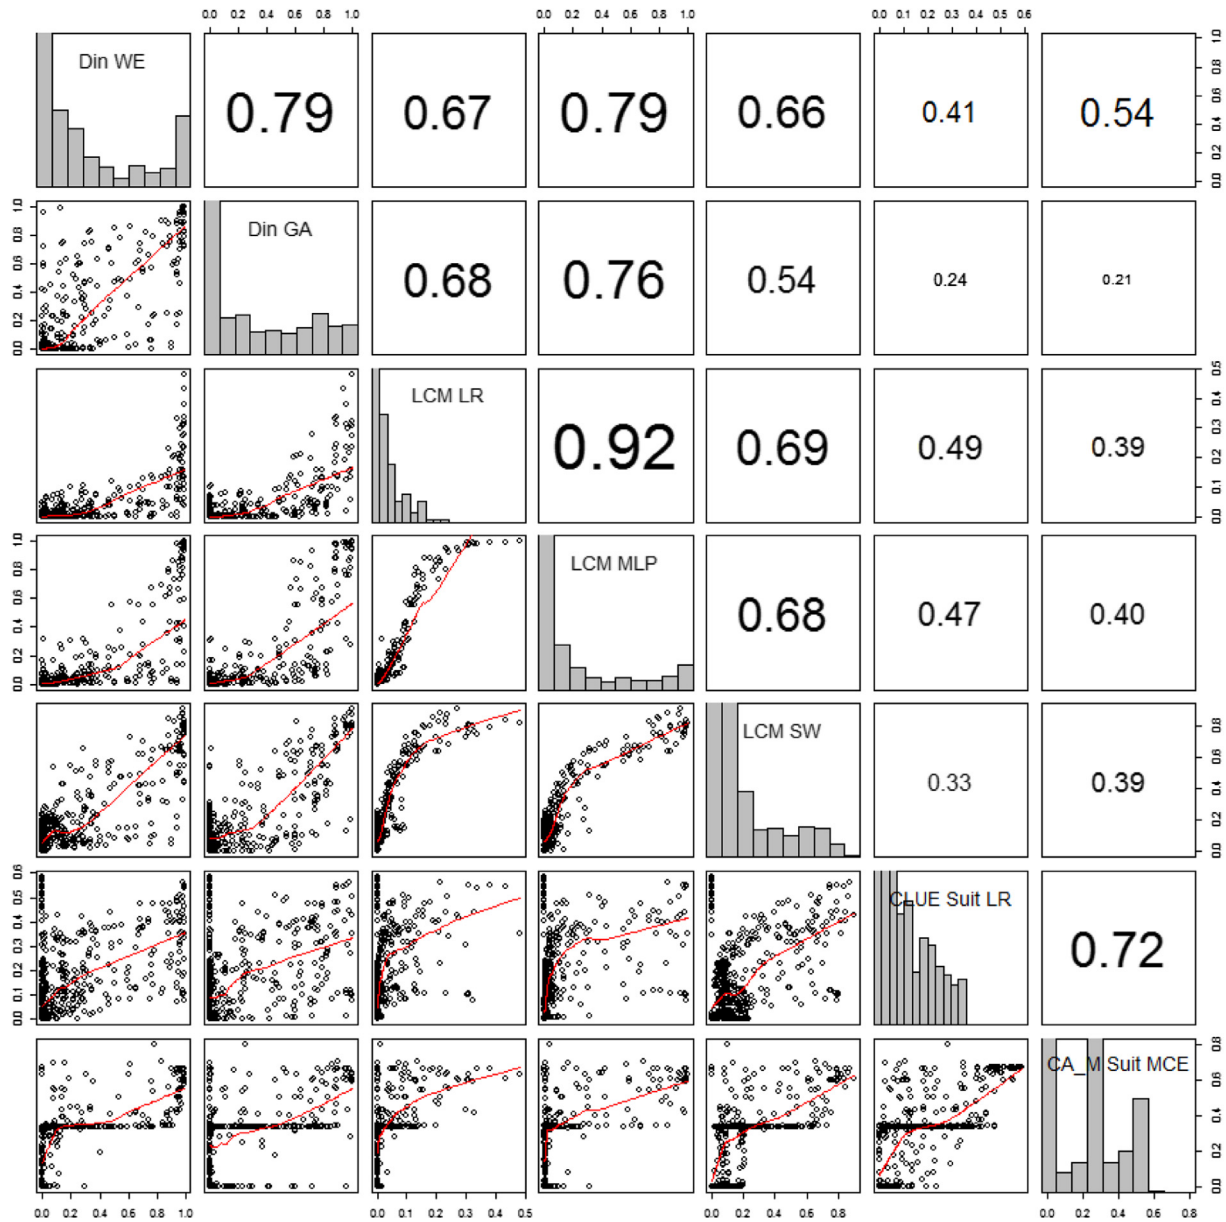 0.0 0.2 0.4 0.6 0.8 1.0 0.0 0.2 0.4 0.6 0.8 1.0 0.0 0.1 0.2 0.3 0.4 0.5 0.6
Din WE 0.79 0.67 0.79 0.66 0.41 0.54
0.0 0.2 0.4 0.6 0.8 1.0
0.0 0.2 0.4 0.6 0.8 1.0
Din GA 0.68 0.76 0.54 0.24 0.21
LCM LR 0.92 0.69 0.49 0.39
0.0 0.1 0.2 0.3 0.4 0.5
0.0 0.2 0.4 0.6 0.8 1.0
LCM MLP 0.68 0.47 0.40
LCM SW 0.33 0.39
0.0 0.2 0.4 0.6 0.8
0.0 0.1 0.2 0.3 0.4 0.5 0.6
CLUE Suit LR 0.72
CA_M Suit MCE
0.0 0.2 0.4 0.6 0.8
0.0 0.2 0.4 0.6 0.8 1.0 0.0 0.1 0.2 0.3 0.4 0.5 0.0 0.2 0.4 0.6 0.8 0.0 0.2 0.4 0.6 0.8